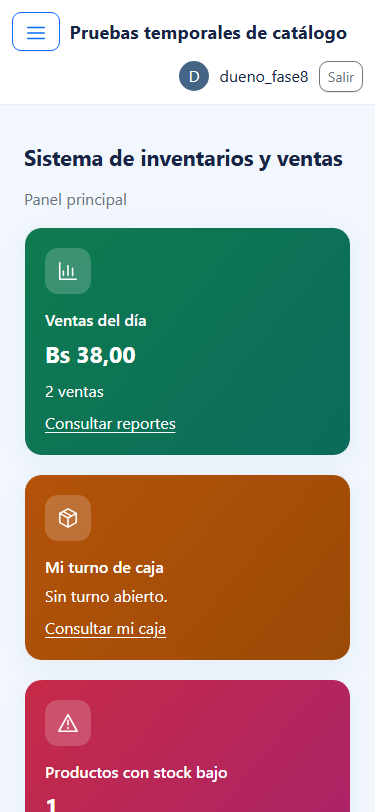 Pruebas temporales de catálogo
D dueno_fase8 Salir
Sistema de inventarios y ventas
Panel principal
Ventas del día
Bs 38,00
2 ventas
Consultar reportes
Mi turno de caja
Sin turno abierto.
Consultar mi caja
Productos con stock bajo
1